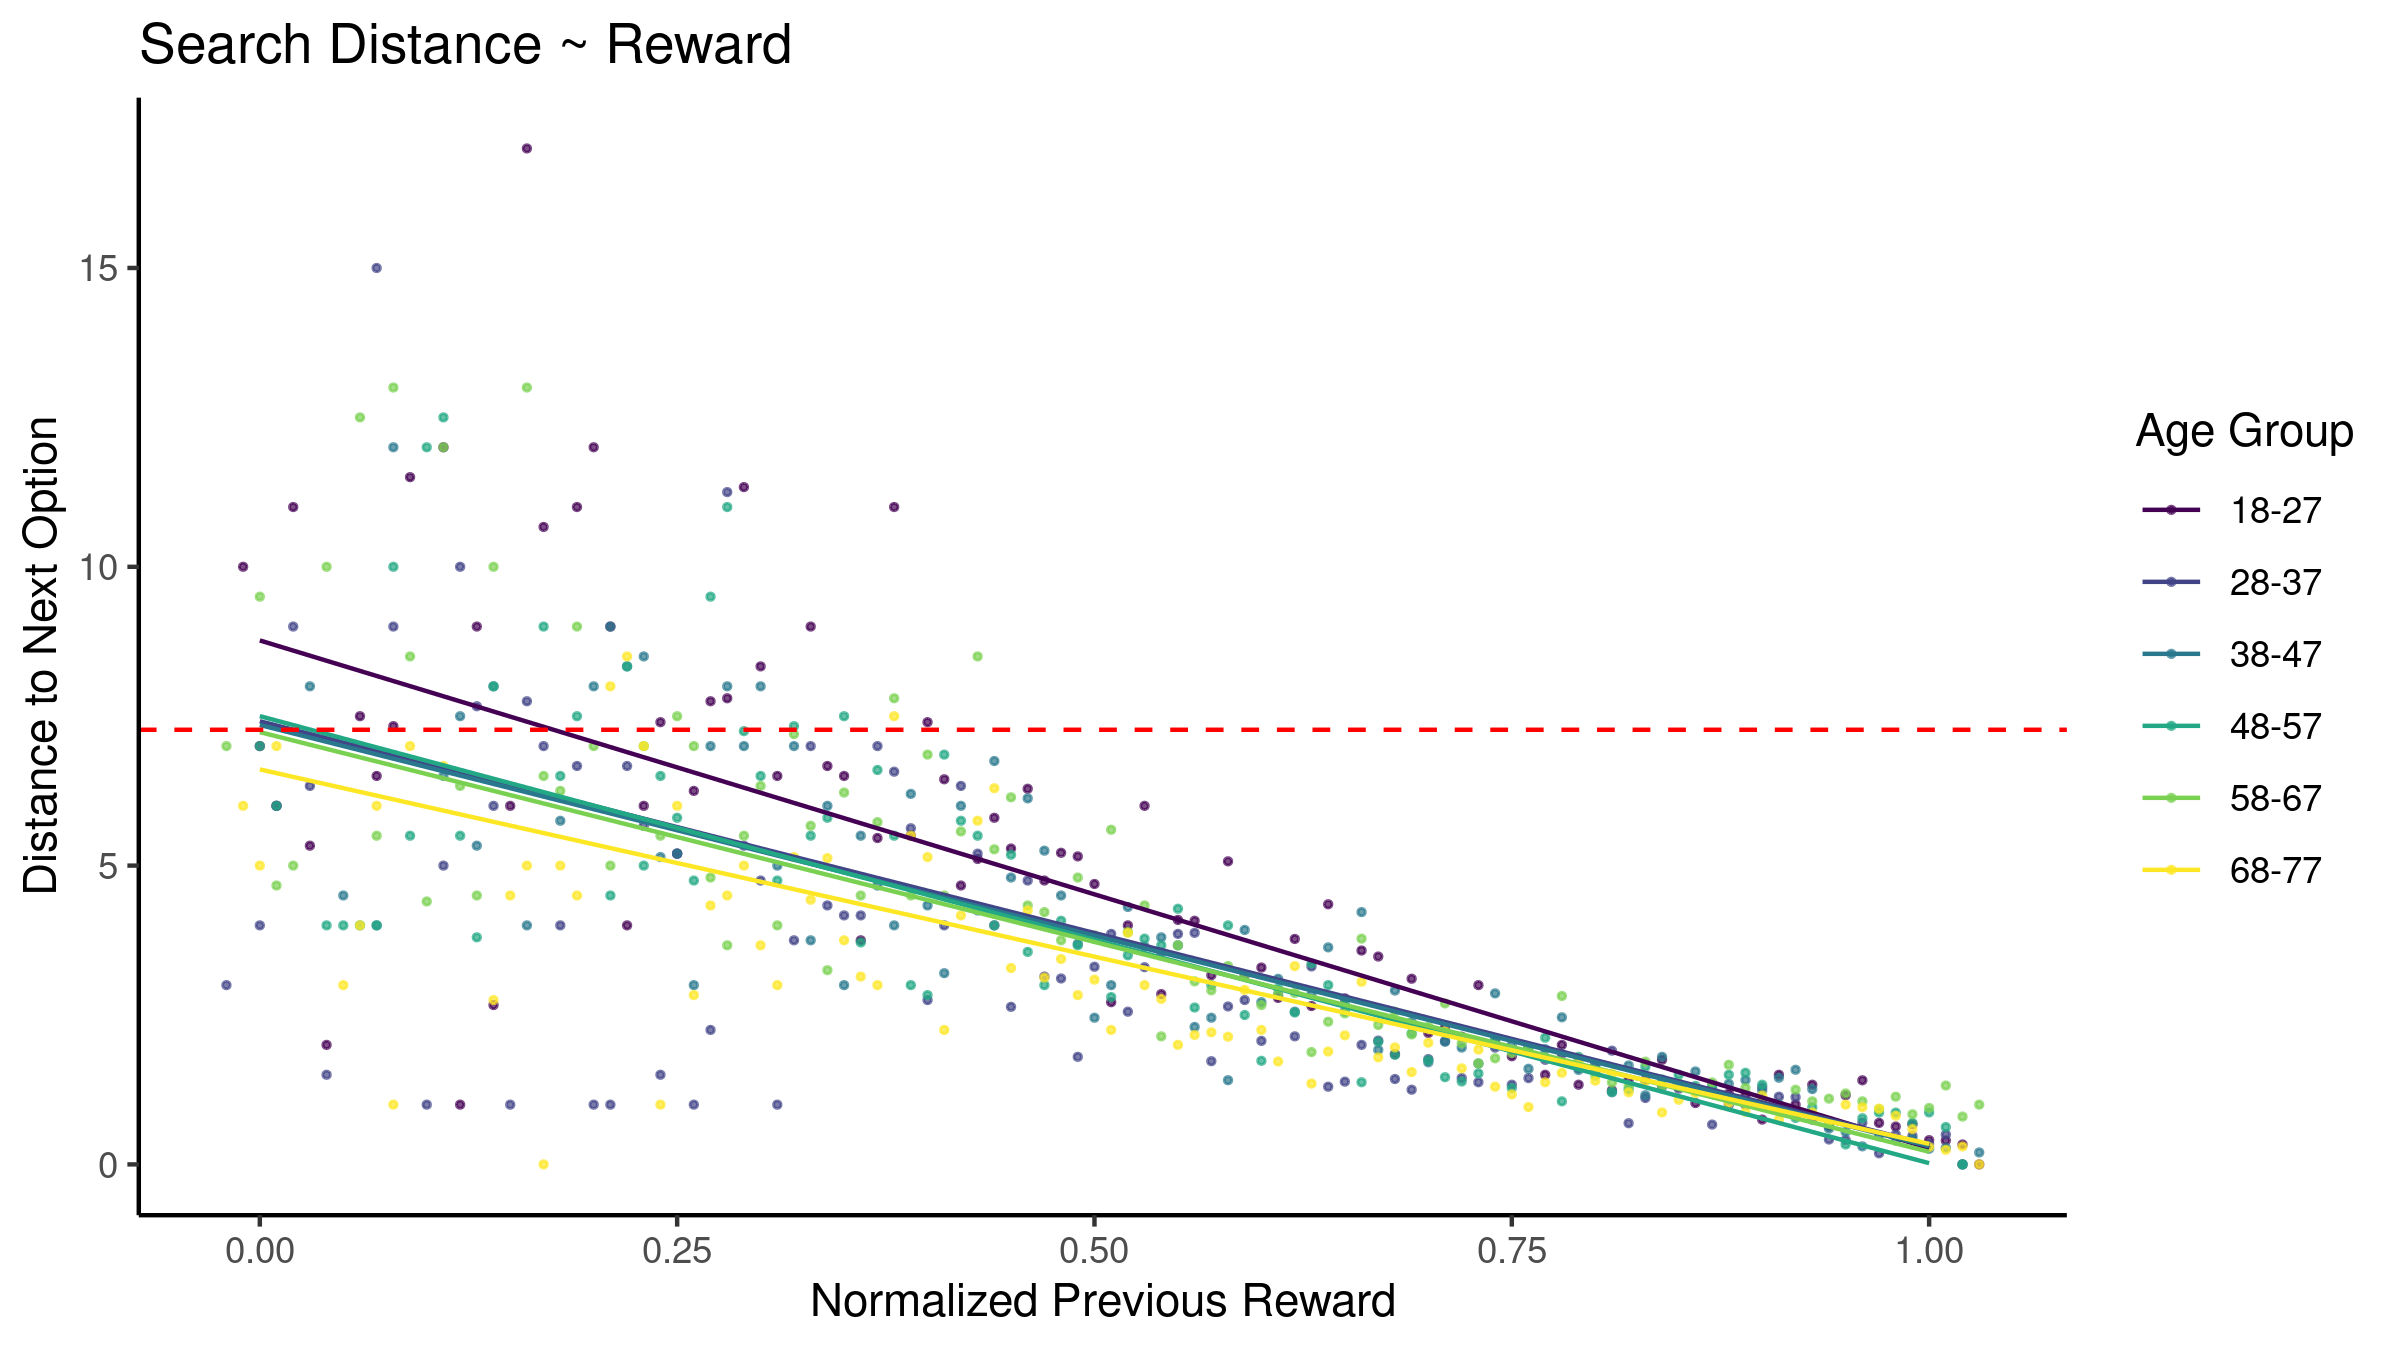 Search Distance ~ Reward
Distance to Next Option
15
10
5
0
0.00 0.25 0.50 0.75 1.00
Normalized Previous Reward
Age Group
18-27
28-37
38-47
48-57
58-67
68-77